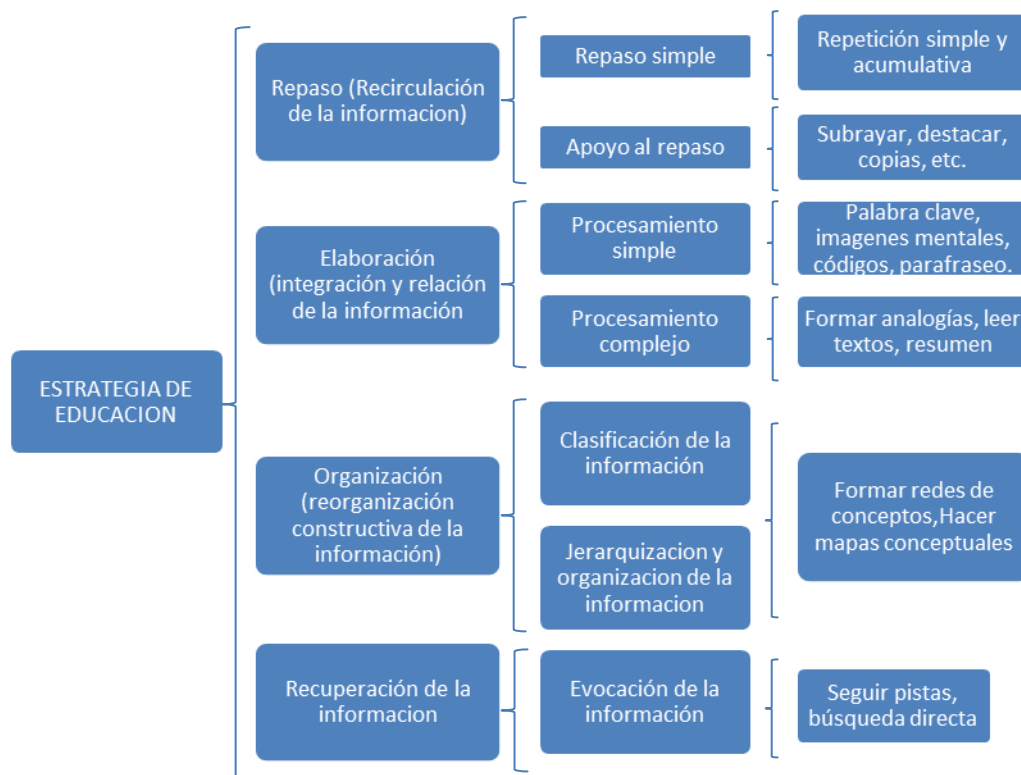 ESTRATEGIA DE
EDUCACION
Repaso (Recirculación
de la informacion)
Repaso simple
Repetición simple y
acumulativa
Apoyo al repaso
Subrayar, destacar,
copias, etc.
Elaboración
(integración y relación
de la información
Procesamiento
simple
Palabra clave,
imagenes mentales,
códigos, parafraseo.
Procesamiento
complejo
Formar analogías, leer
textos, resumen
Organización
(reorganización
constructiva de la
información)
Clasificación de la
información
Jerarquizacion y
organizacion de la
informacion
Formar redes de
conceptos,Hacer
mapas conceptuales
Recuperación de la
informacion
Evocación de la
información
Seguir pistas,
búsqueda directa